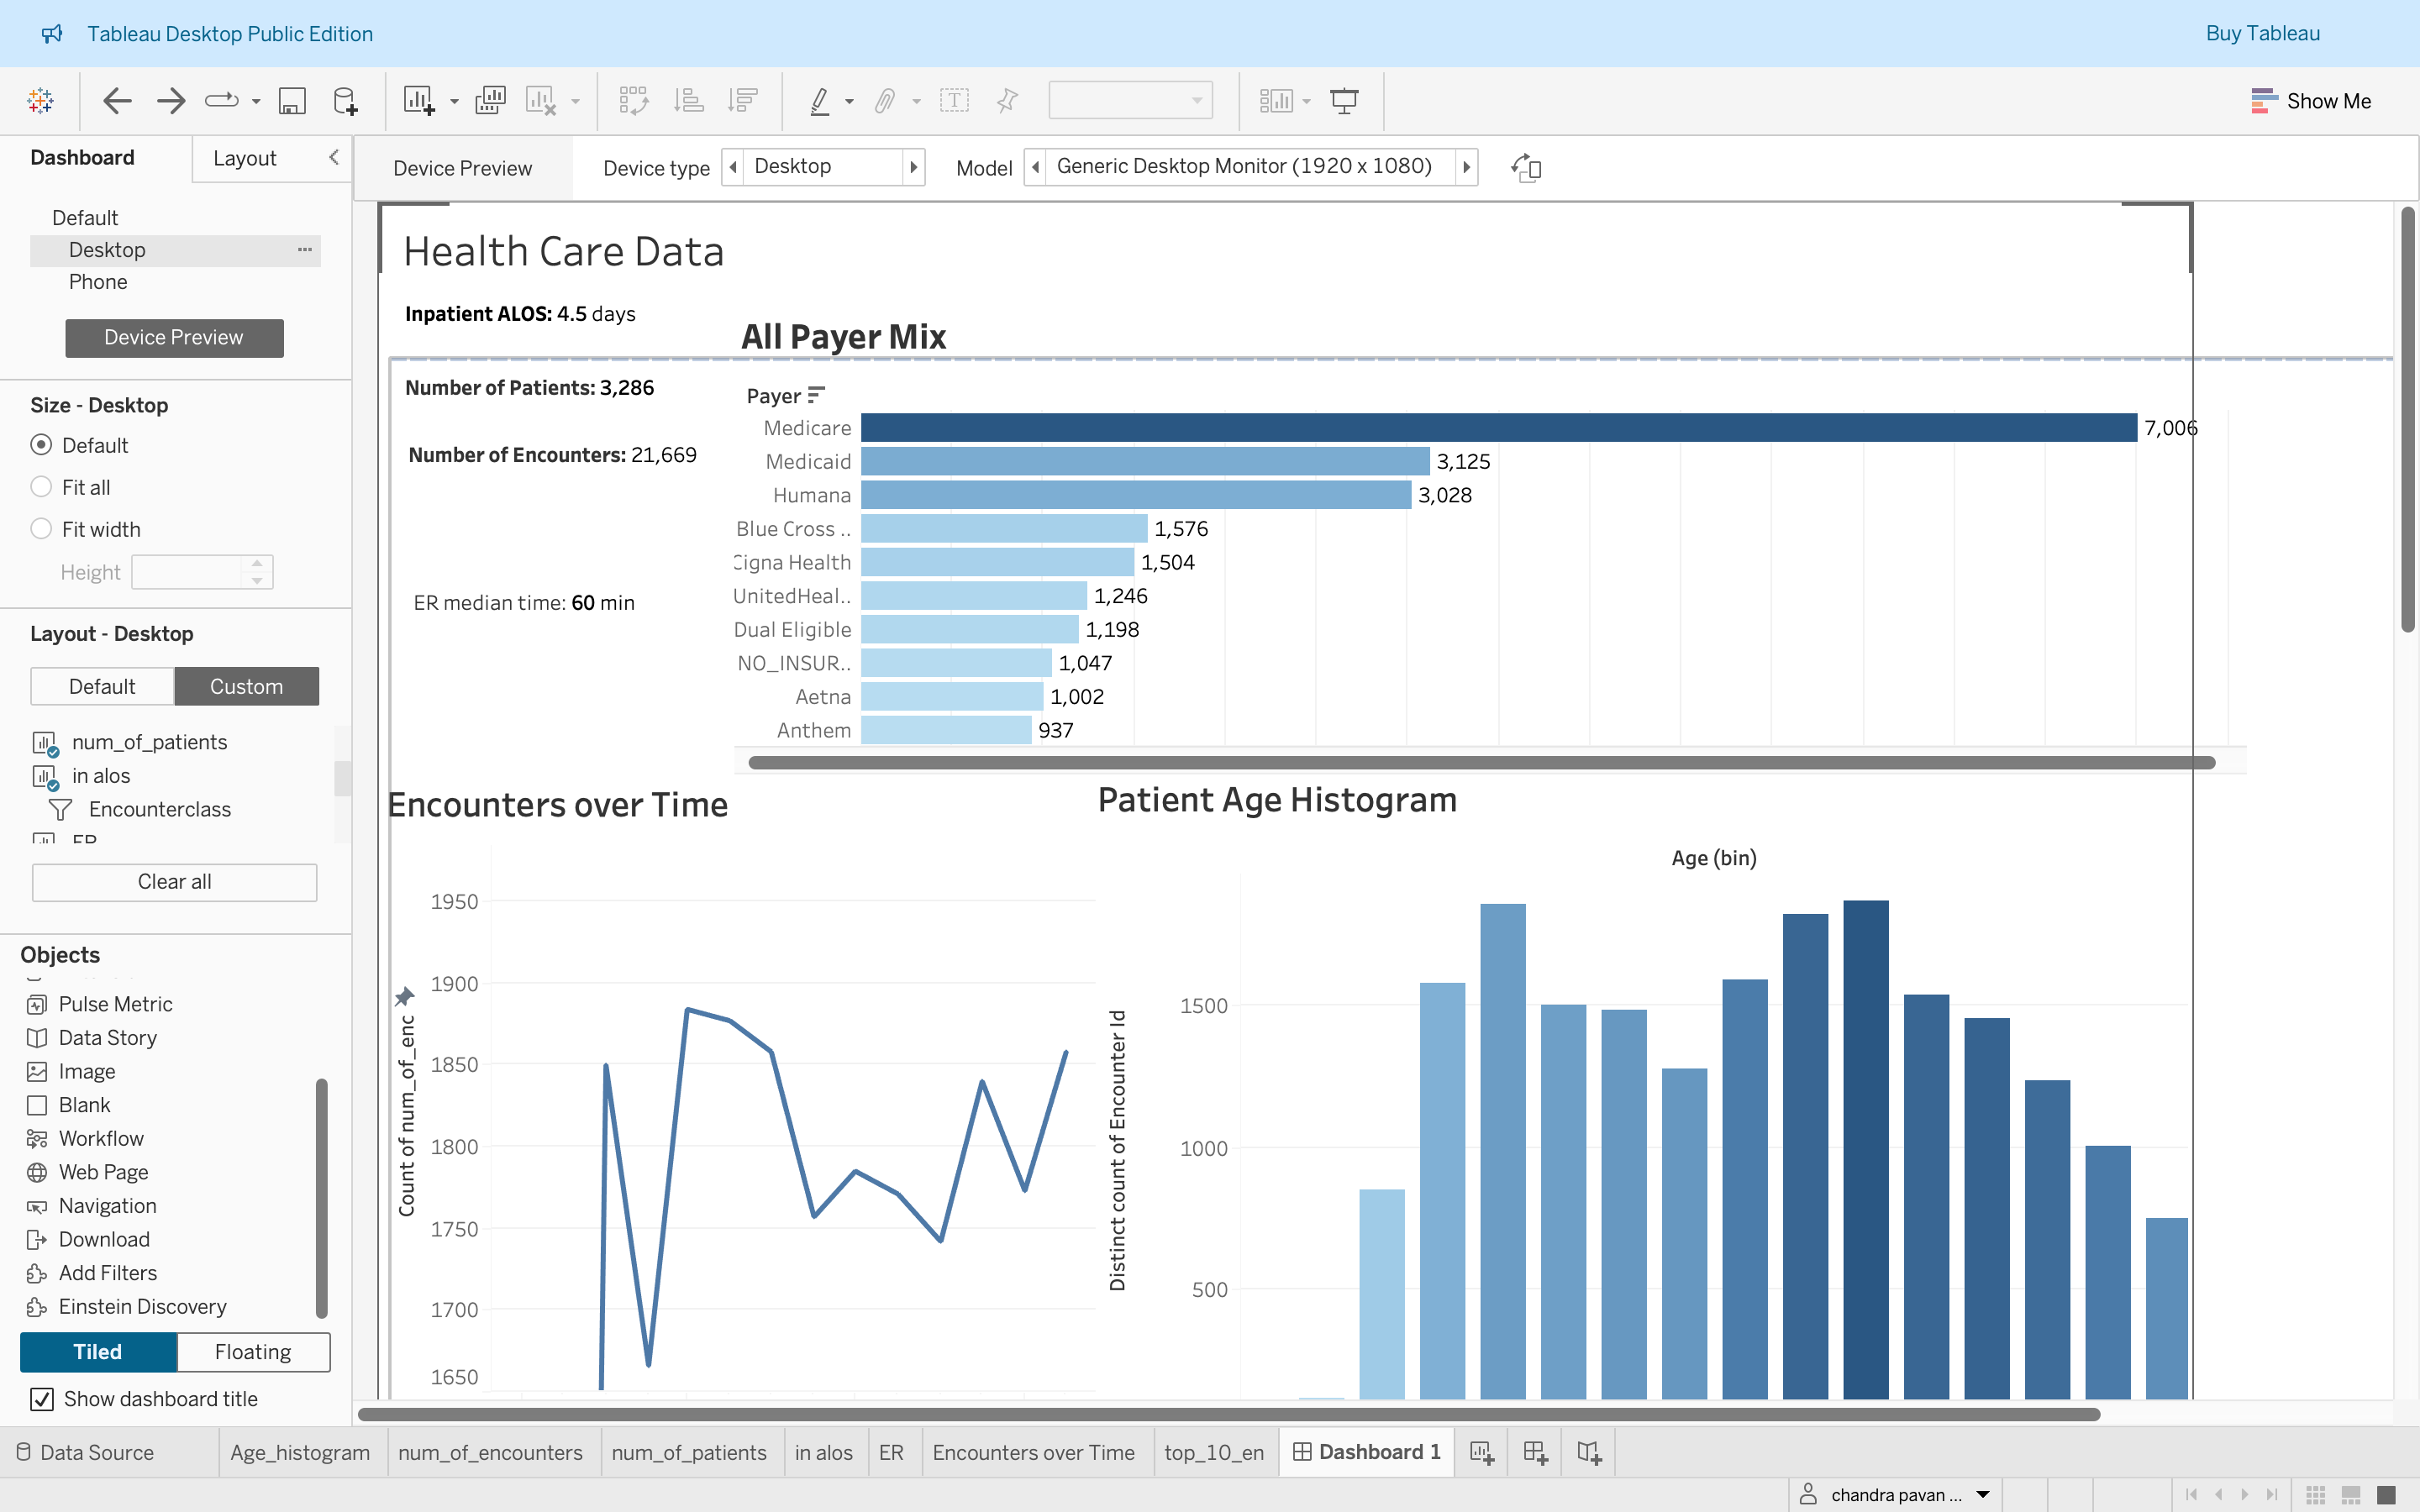 Tableau Desktop Public Edition
Buy Tableau
Show Me
Dashboard
Layout
Device Preview
Device type
Desktop
Model
Generic Desktop Monitor (1920 x 1080)
Default
Desktop
Phone
Device Preview
Size - Desktop
Default
Fit all
Fit width
Height
Layout - Desktop
Default
Custom
num_of_patients
in alos
Encounterclass
ER
Clear all
Objects
Pulse Metric
Data Story
Image
Blank
Workflow
Web Page
Navigation
Download
Add Filters
Einstein Discovery
Tiled
Floating
Show dashboard title
Health Care Data
Inpatient ALOS: 4.5 days
Number of Patients: 3,286
Number of Encounters: 21,669
ER median time: 60 min
All Payer Mix
Payer
Medicare 7,006
Medicaid 3,125
Humana 3,028
Blue Cross .. 1,576
Cigna Health 1,504
UnitedHeal.. 1,246
Dual Eligible 1,198
NO_INSUR.. 1,047
Aetna 1,002
Anthem 937
Encounters over Time
Count of num_of_enc
1950
1900
1850
1800
1750
1700
1650
Patient Age Histogram
Age (bin)
Distinct count of Encounter Id
1500
1000
500
Data Source
Age_histogram
num_of_encounters
num_of_patients
in alos
ER
Encounters over Time
top_10_en
Dashboard 1
chandra pavan ...